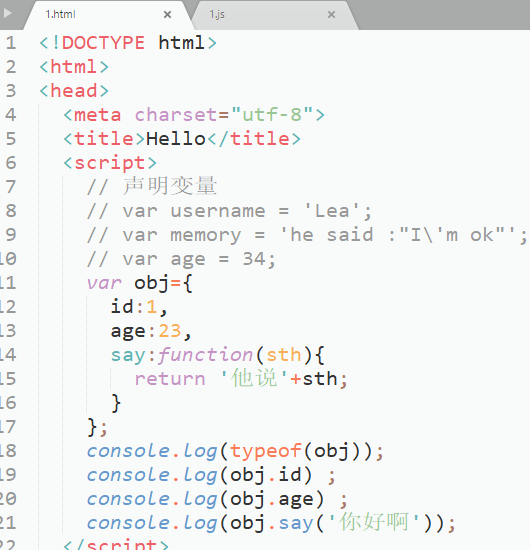 1.html × 1.js ×
1 <!DOCTYPE html>
2 <html>
3 <head>
4 <meta charset="utf-8">
5 <title>Hello</title>
6 <script>
7 // 声明变量
8 // var username = 'Lea';
9 // var memory = 'he said :"I\'m ok"';
10 // var age = 34;
11 var obj={
12 id:1,
13 age:23,
14 say:function(sth){
15 return '他说'+sth;
16 }
17 };
18 console.log(typeof(obj));
19 console.log(obj.id) ;
20 console.log(obj.age) ;
21 console.log(obj.say('你好啊'));
22 </script>